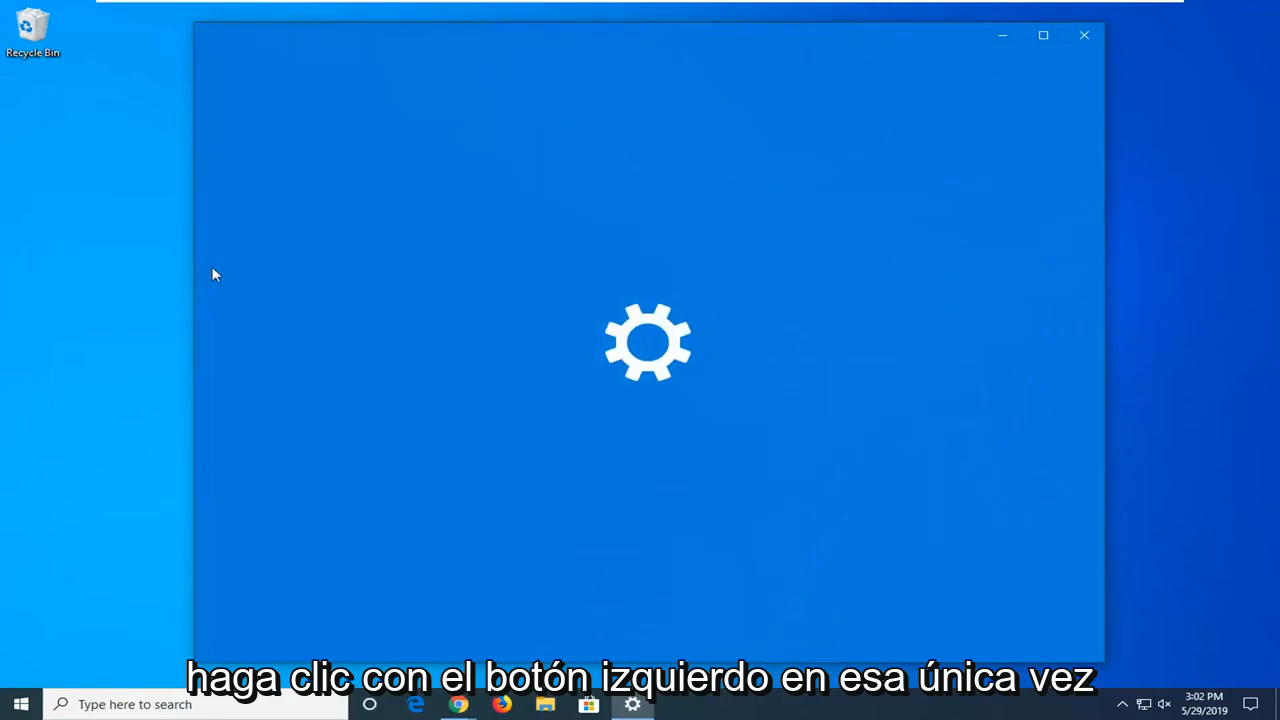 Recycle Bin
haga clic con el botón izquierdo en esa única vez
Type here to search
3:02 PM
5/29/2019